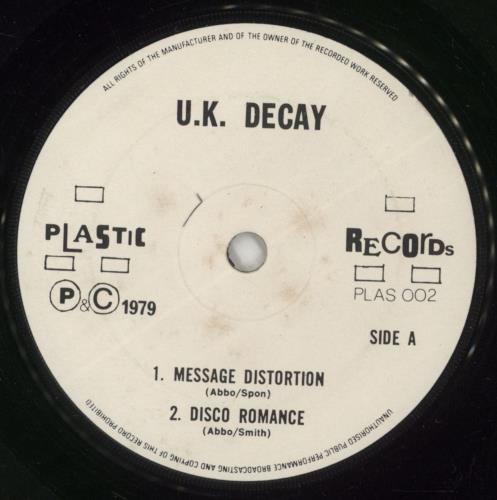 ALL RIGHTS OF THE MANUFACTURER AND OF THE OWNER OF THE RECORDED WORK RESERVED
U.K. DECAY
PLASTIC RECORDS
PLAS 002
P & C 1979
SIDE A
1. MESSAGE DISTORTION
(Abbo/Spon)
2. DISCO ROMANCE
(Abbo/Smith)
UNAUTHORISED PUBLIC PERFORMANCE BROADCASTING AND COPYING OF THIS RECORD PROHIBITED